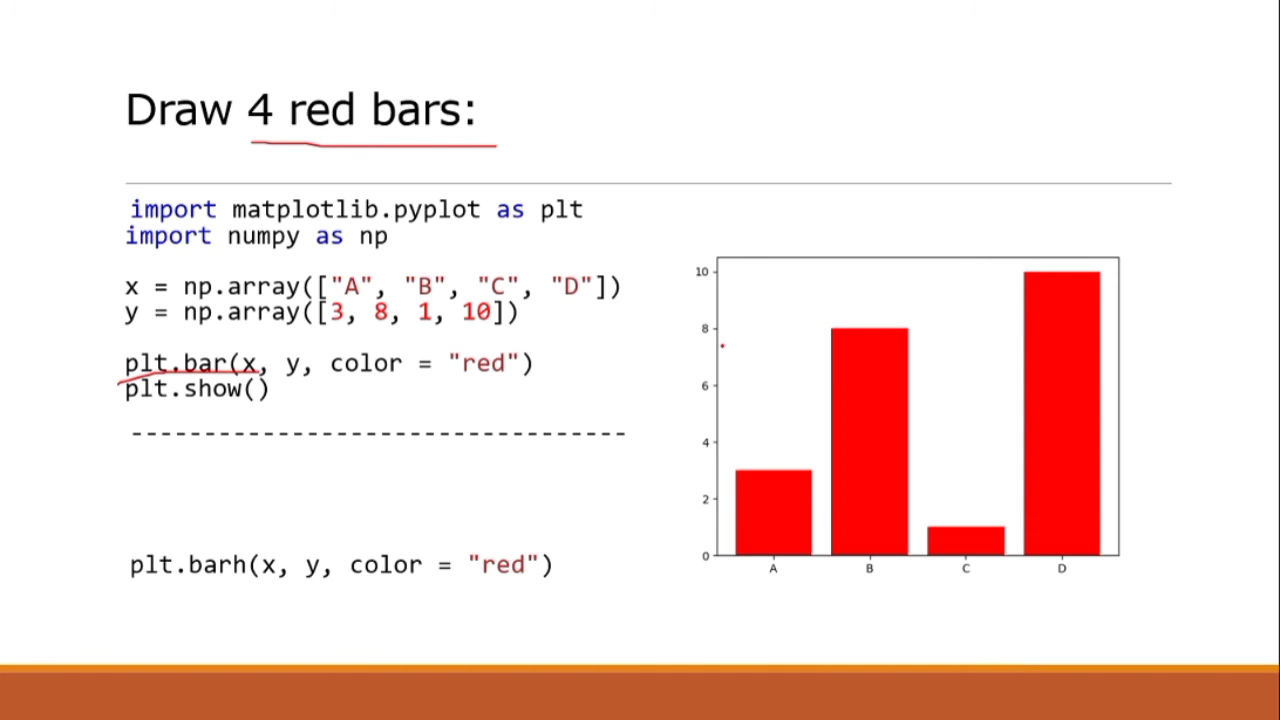 Draw 4 red bars:
import matplotlib.pyplot as plt
import numpy as np
x = np.array(["A", "B", "C", "D"])
y = np.array([3, 8, 1, 10])
plt.bar(x, y, color = "red")
plt.show()
----------------------------------
plt.barh(x, y, color = "red")
10
8
6
4
2
0
A B C D